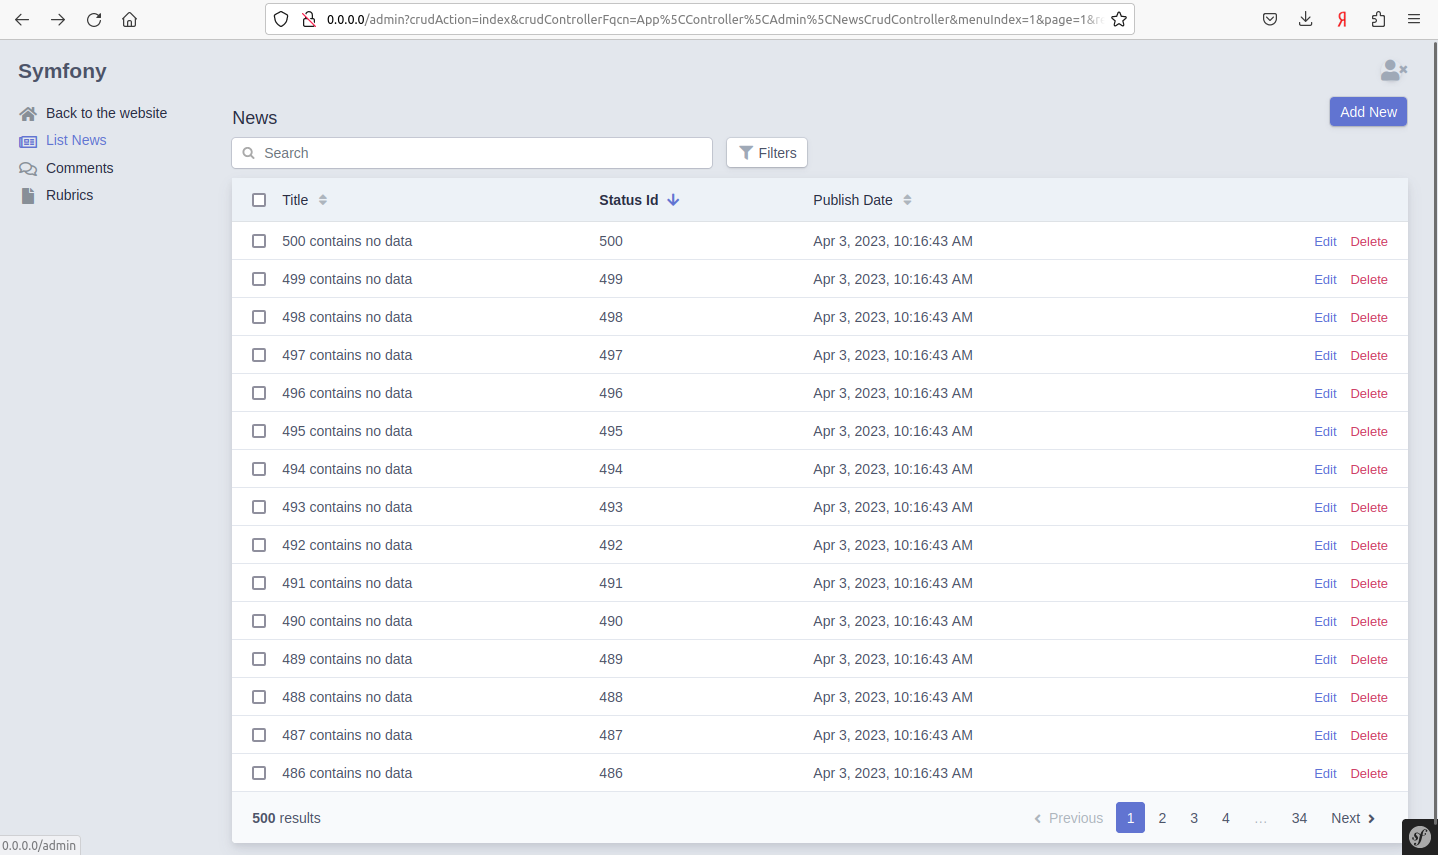 0.0.0.0/admin?crudAction=index&crudControllerFqcn=App%5CController%5CAdmin%5CNewsCrudController&menuIndex=1&page=1&re
Я
Symfony
Back to the website
List News
Comments
Rubrics
News
Add New
Search
Filters
Title Status Id Publish Date
500 contains no data 500 Apr 3, 2023, 10:16:43 AM Edit Delete
499 contains no data 499 Apr 3, 2023, 10:16:43 AM Edit Delete
498 contains no data 498 Apr 3, 2023, 10:16:43 AM Edit Delete
497 contains no data 497 Apr 3, 2023, 10:16:43 AM Edit Delete
496 contains no data 496 Apr 3, 2023, 10:16:43 AM Edit Delete
495 contains no data 495 Apr 3, 2023, 10:16:43 AM Edit Delete
494 contains no data 494 Apr 3, 2023, 10:16:43 AM Edit Delete
493 contains no data 493 Apr 3, 2023, 10:16:43 AM Edit Delete
492 contains no data 492 Apr 3, 2023, 10:16:43 AM Edit Delete
491 contains no data 491 Apr 3, 2023, 10:16:43 AM Edit Delete
490 contains no data 490 Apr 3, 2023, 10:16:43 AM Edit Delete
489 contains no data 489 Apr 3, 2023, 10:16:43 AM Edit Delete
488 contains no data 488 Apr 3, 2023, 10:16:43 AM Edit Delete
487 contains no data 487 Apr 3, 2023, 10:16:43 AM Edit Delete
486 contains no data 486 Apr 3, 2023, 10:16:43 AM Edit Delete
500 results Previous 1 2 3 4 … 34 Next
sf
0.0.0.0/admin